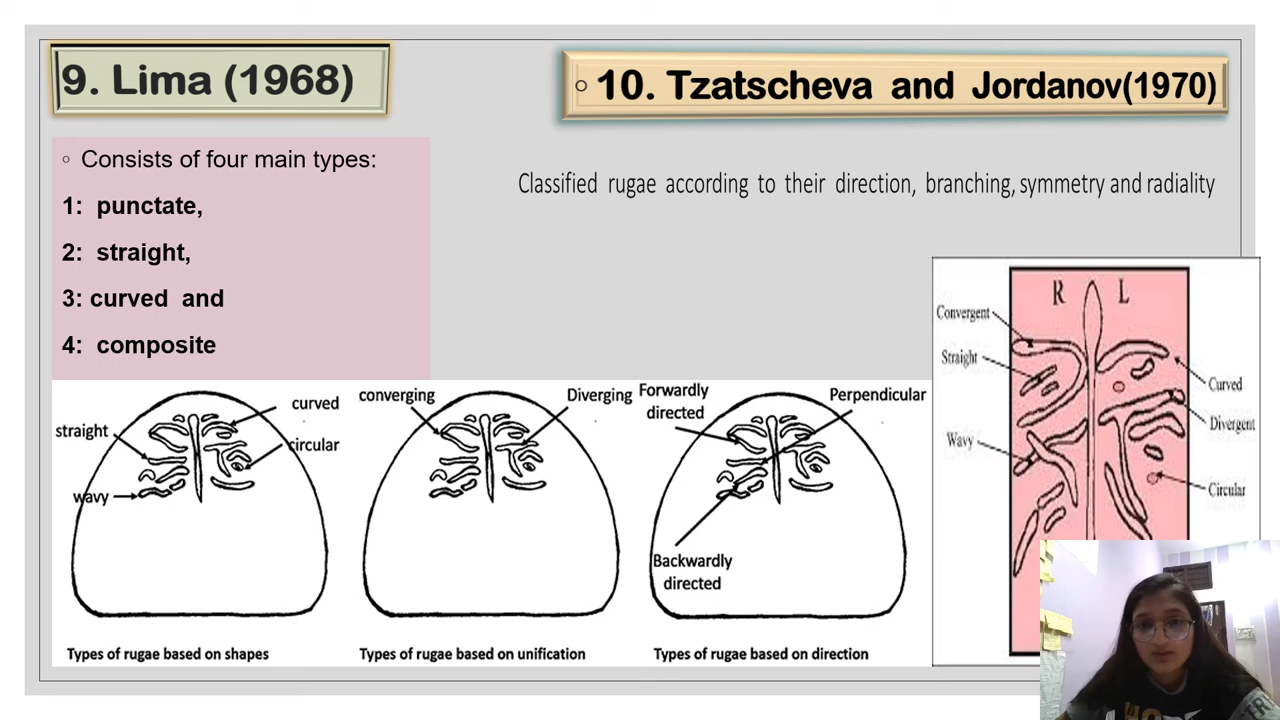 9. Lima (1968)
10. Tzatscheva and Jordanov(1970)
Consists of four main types:
1: punctate,
2: straight,
3: curved and
4: composite
Classified rugae according to their direction, branching, symmetry and radiality
straight
wavy
curved
circular
Types of rugae based on shapes
converging
Diverging
Types of rugae based on unification
Forwardly
directed
Perpendicular
Backwardly
directed
Types of rugae based on direction
R L
Convergent
Straight
Wavy
Curved
Divergent
Circular